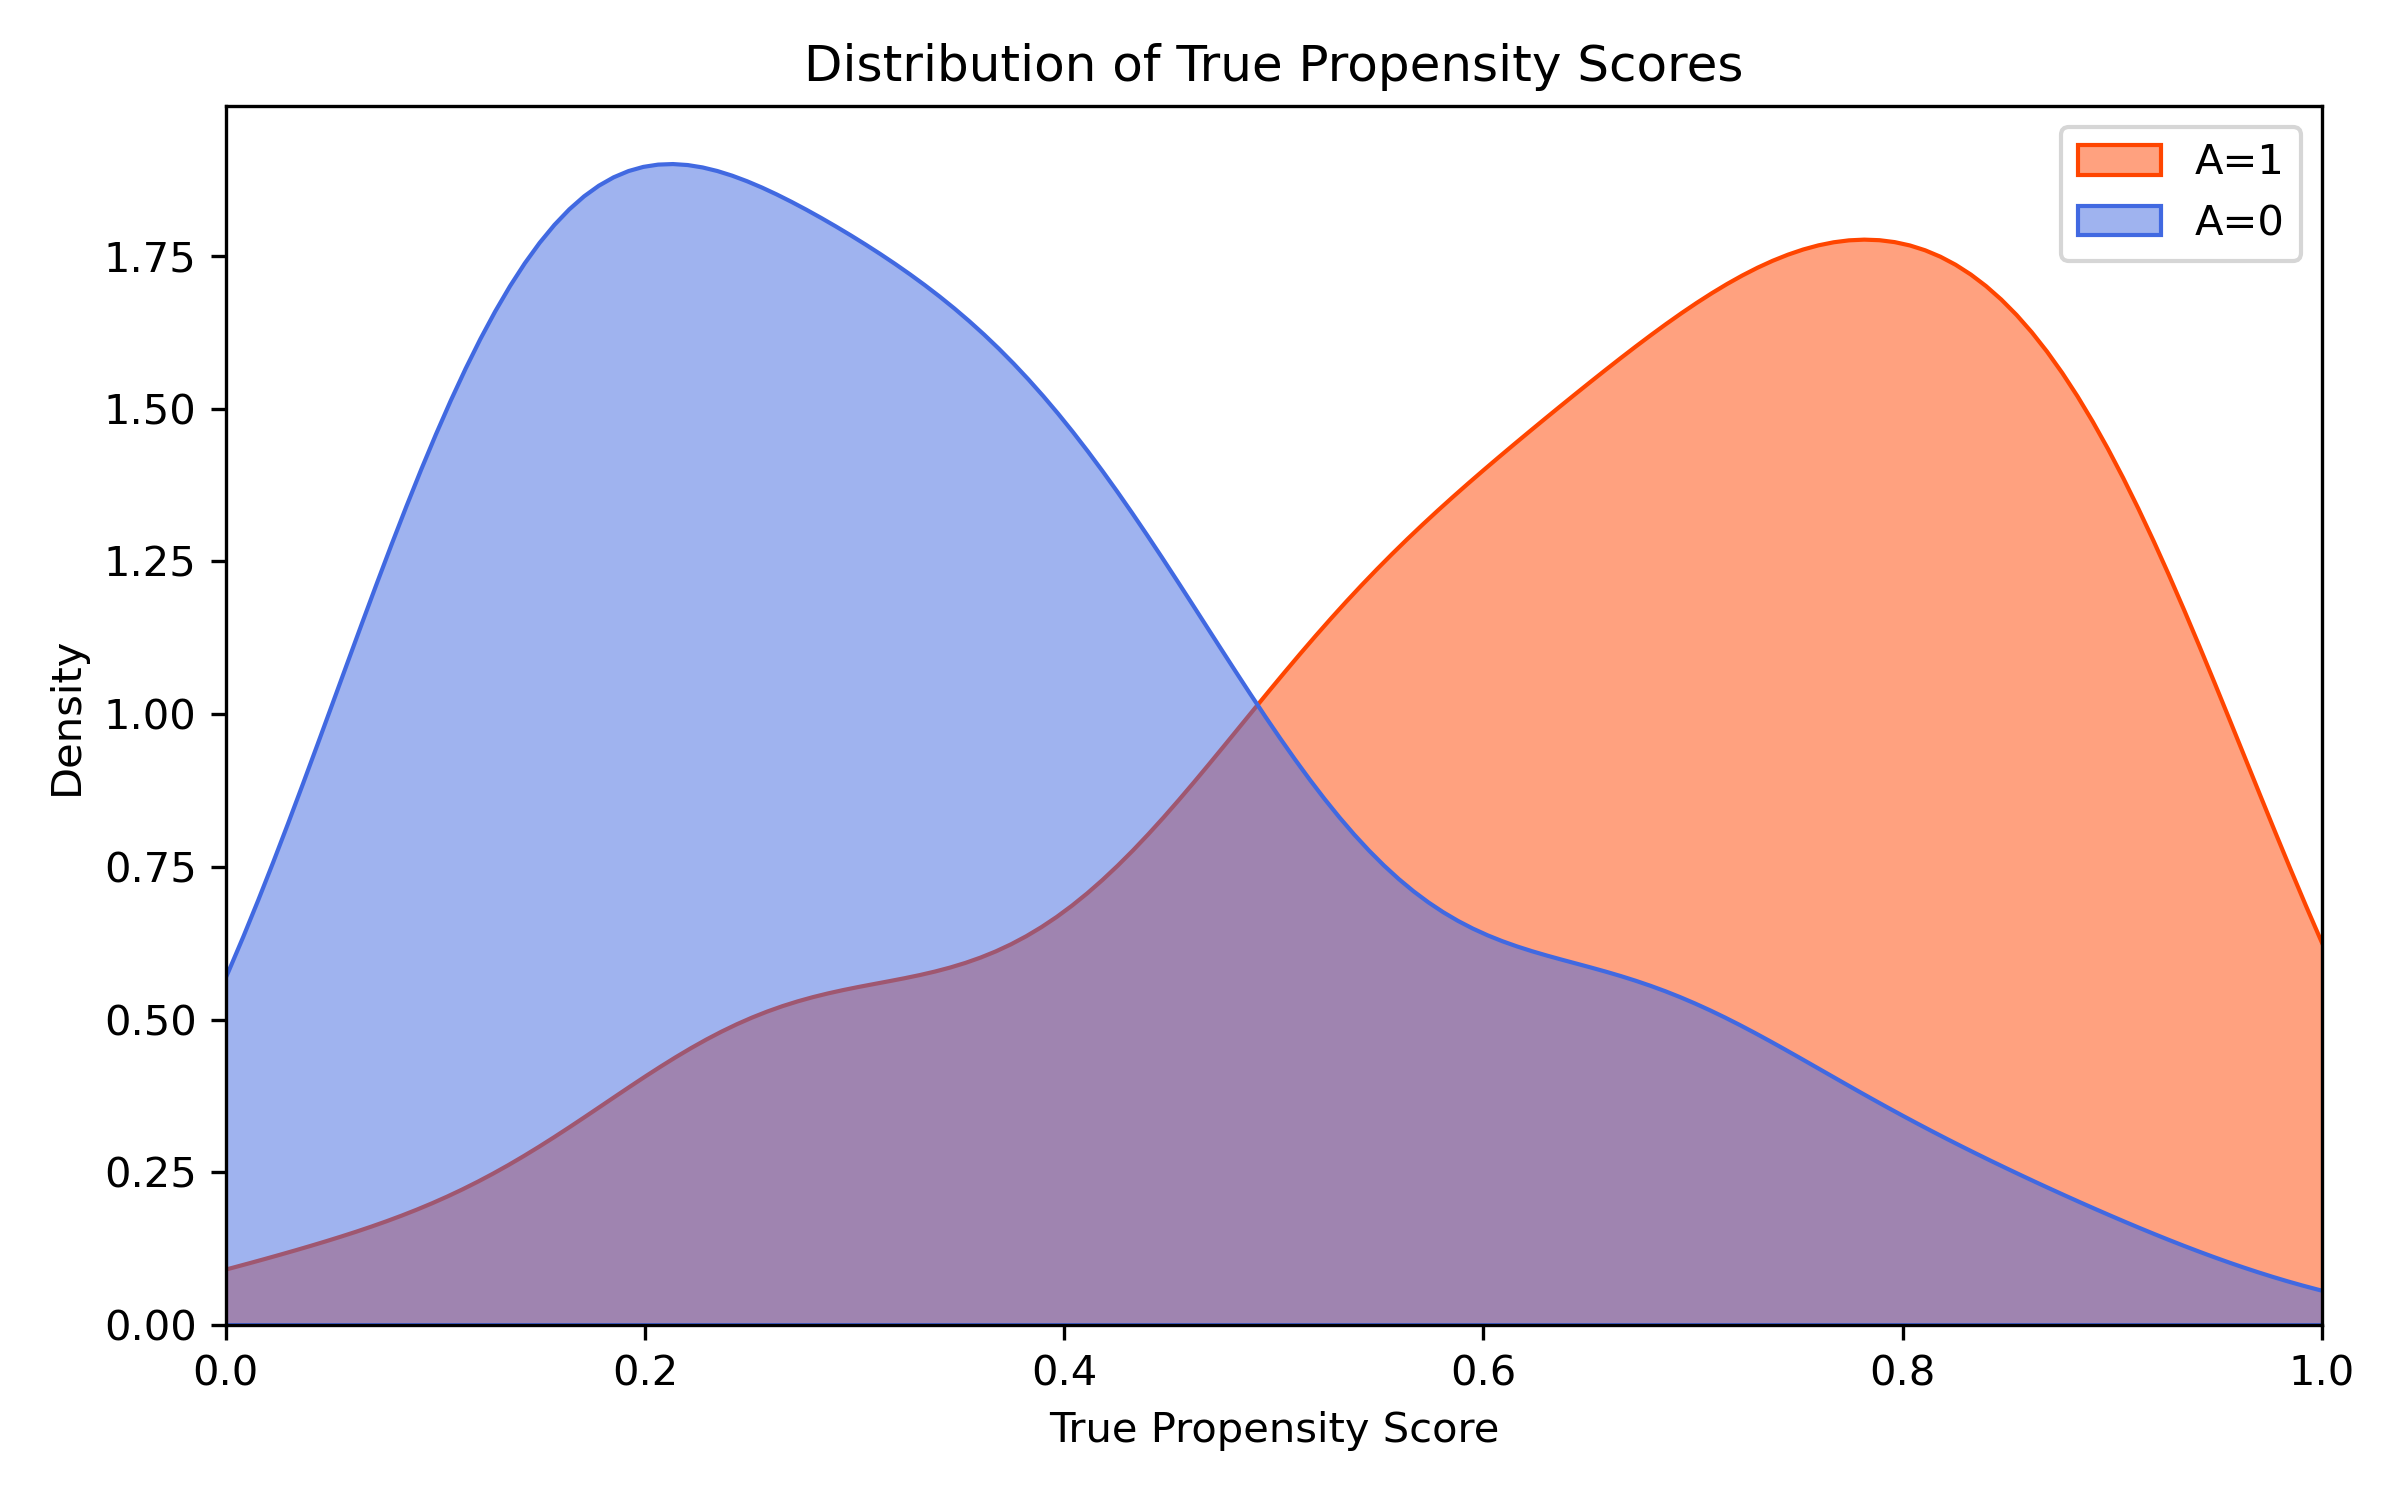 Distribution of True Propensity Scores
A=1
A=0
Density
1.75
1.50
1.25
1.00
0.75
0.50
0.25
0.00
0.0 0.2 0.4 0.6 0.8 1.0
True Propensity Score